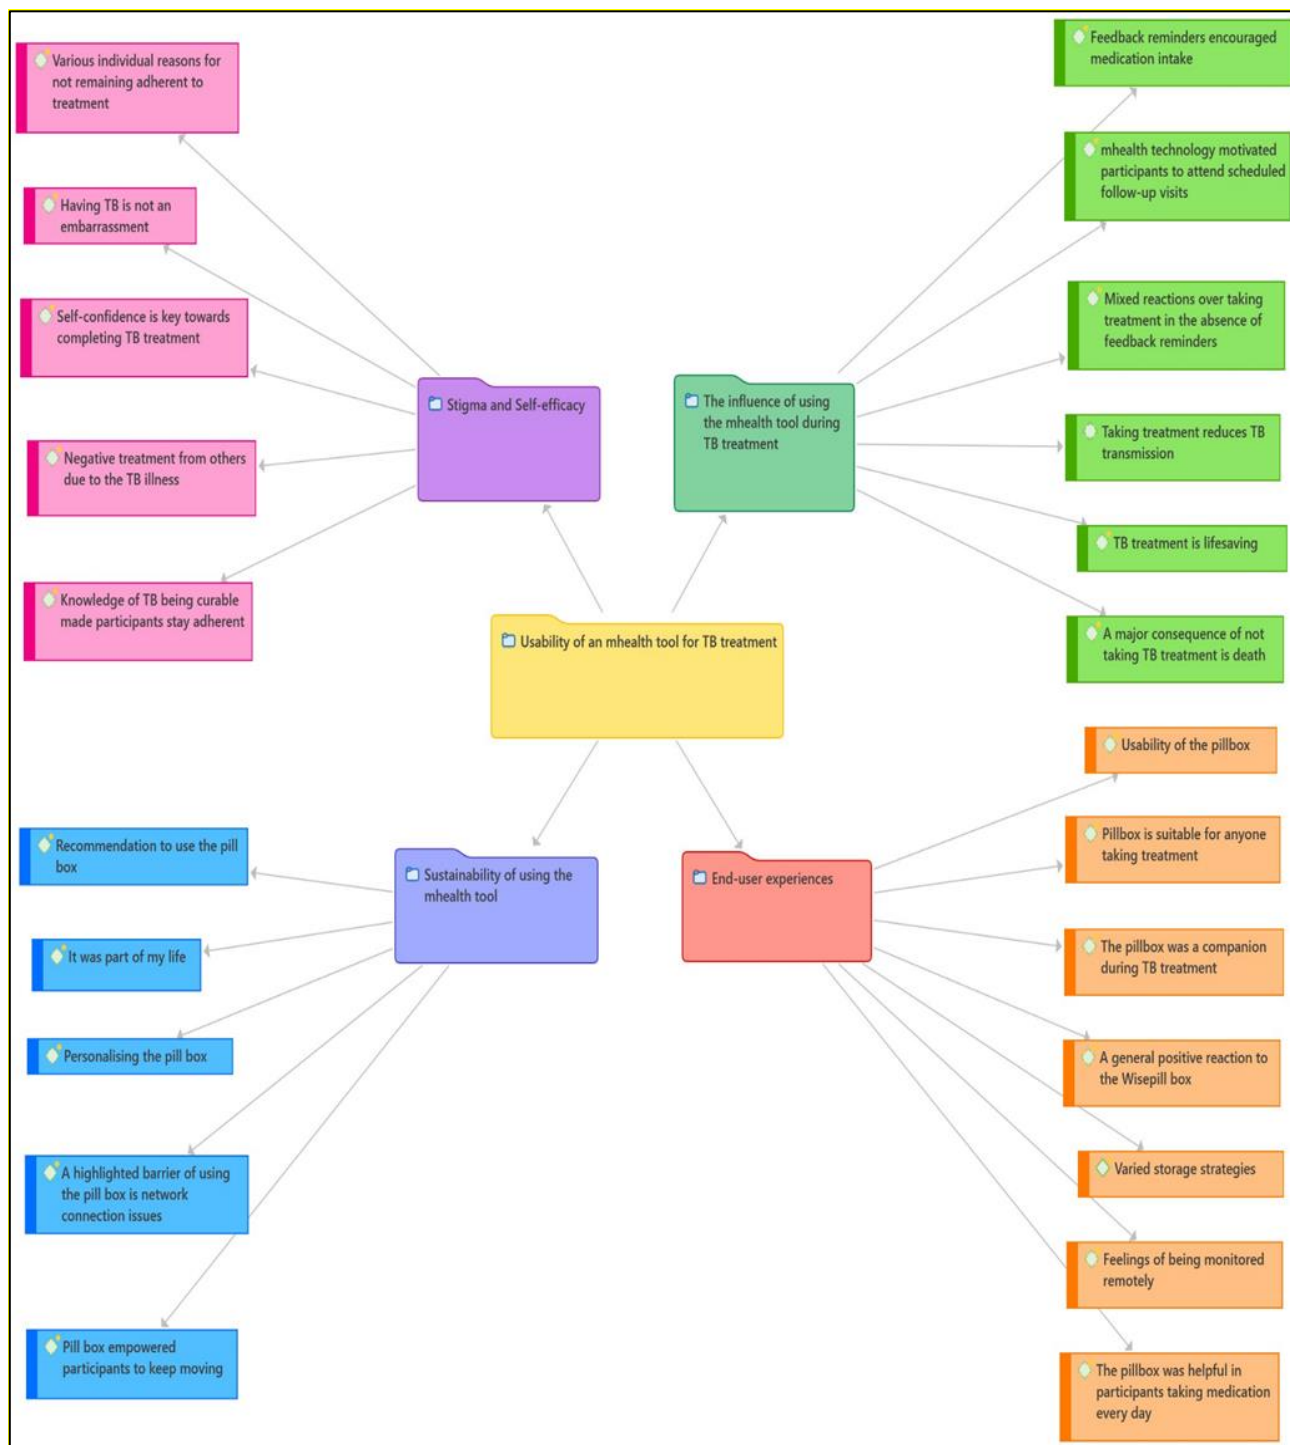 Various individual reasons for
not remaining adherent to
treatment
Having TB is not an
embarrassment
Self-confidence is key towards
completing TB treatment
Negative treatment from others
due to the TB illness
Knowledge of TB being curable
made participants stay adherent
Stigma and Self-efficacy
The influence of using
the mhealth tool during
TB treatment
Feedback reminders encouraged
medication intake
mhealth technology motivated
participants to attend scheduled
follow-up visits
Mixed reactions over taking
treatment in the absence of
feedback reminders
Taking treatment reduces TB
transmission
TB treatment is lifesaving
A major consequence of not
taking TB treatment is death
Usability of an mhealth tool for TB treatment
Recommendation to use the pill
box
It was part of my life
Personalising the pill box
A highlighted barrier of using
the pill box is network
connection issues
Pill box empowered
participants to keep moving
Sustainability of using the
mhealth tool
End-user experiences
Usability of the pillbox
Pillbox is suitable for anyone
taking treatment
The pillbox was a companion
during TB treatment
A general positive reaction to
the Wisepill box
Varied storage strategies
Feelings of being monitored
remotely
The pillbox was helpful in
participants taking medication
every day